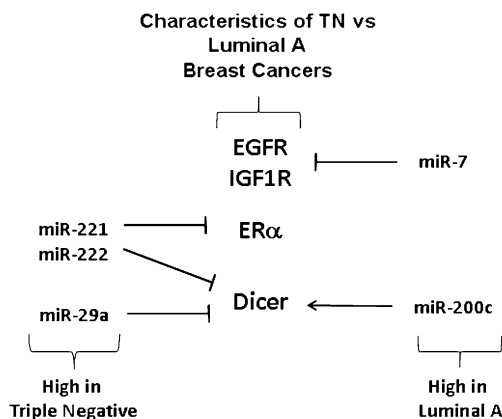 Characteristics of TN vs
Luminal A
Breast Cancers
EGFR
IGF1R
miR-7
miR-221
miR-222
ERα
miR-29a
Dicer
miR-200c
High in
Triple Negative
High in
Luminal A